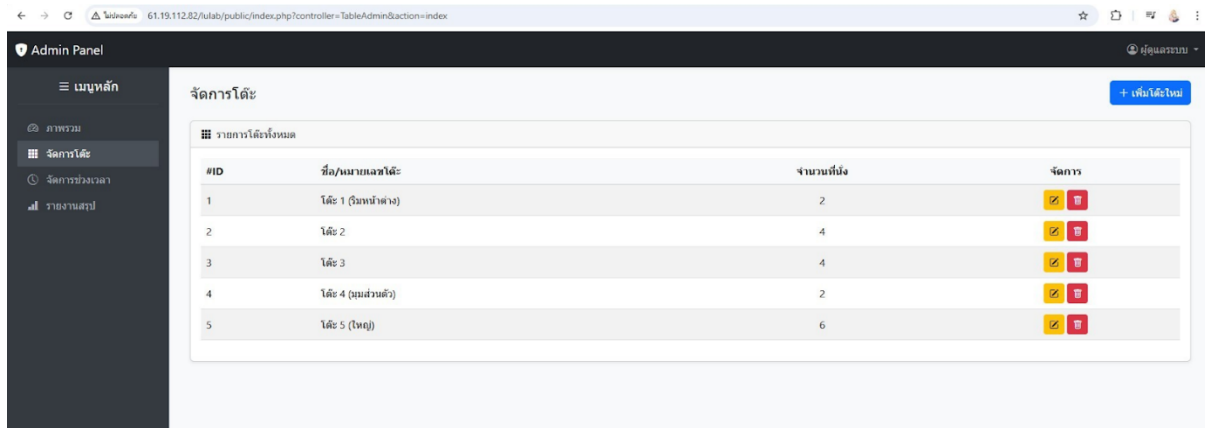 ไม่ปลอดภัย 61.19.112.82/lulab/public/index.php?controller=TableAdmin&action=index
Admin Panel
ผู้ดูแลระบบ
เมนูหลัก
ภาพรวม
จัดการโต๊ะ
จัดการช่วงเวลา
รายงานสรุป
จัดการโต๊ะ
+ เพิ่มโต๊ะใหม่
รายการโต๊ะทั้งหมด
#ID ชื่อ/หมายเลขโต๊ะ จำนวนที่นั่ง จัดการ
1 โต๊ะ 1 (ริมหน้าต่าง) 2
2 โต๊ะ 2 4
3 โต๊ะ 3 4
4 โต๊ะ 4 (มุมส่วนตัว) 2
5 โต๊ะ 5 (ใหญ่) 6